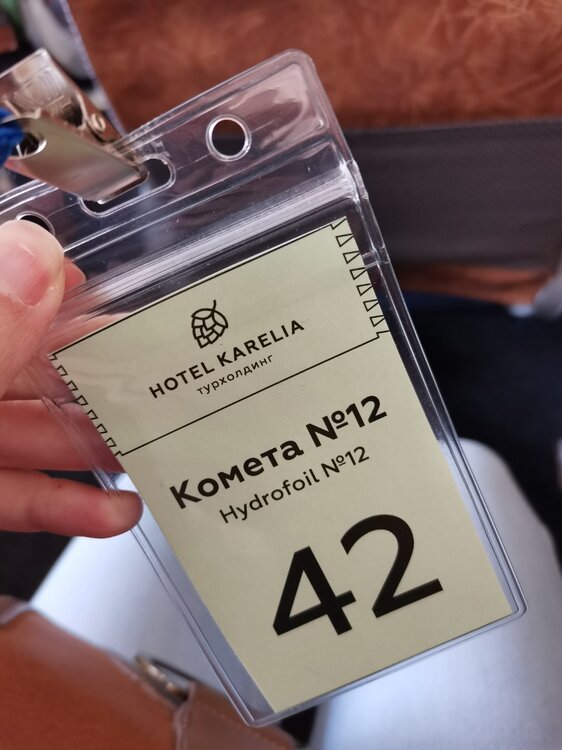 HOTEL KARELIA
турхолдинг
Комета №12
Hydrofoil №12
42